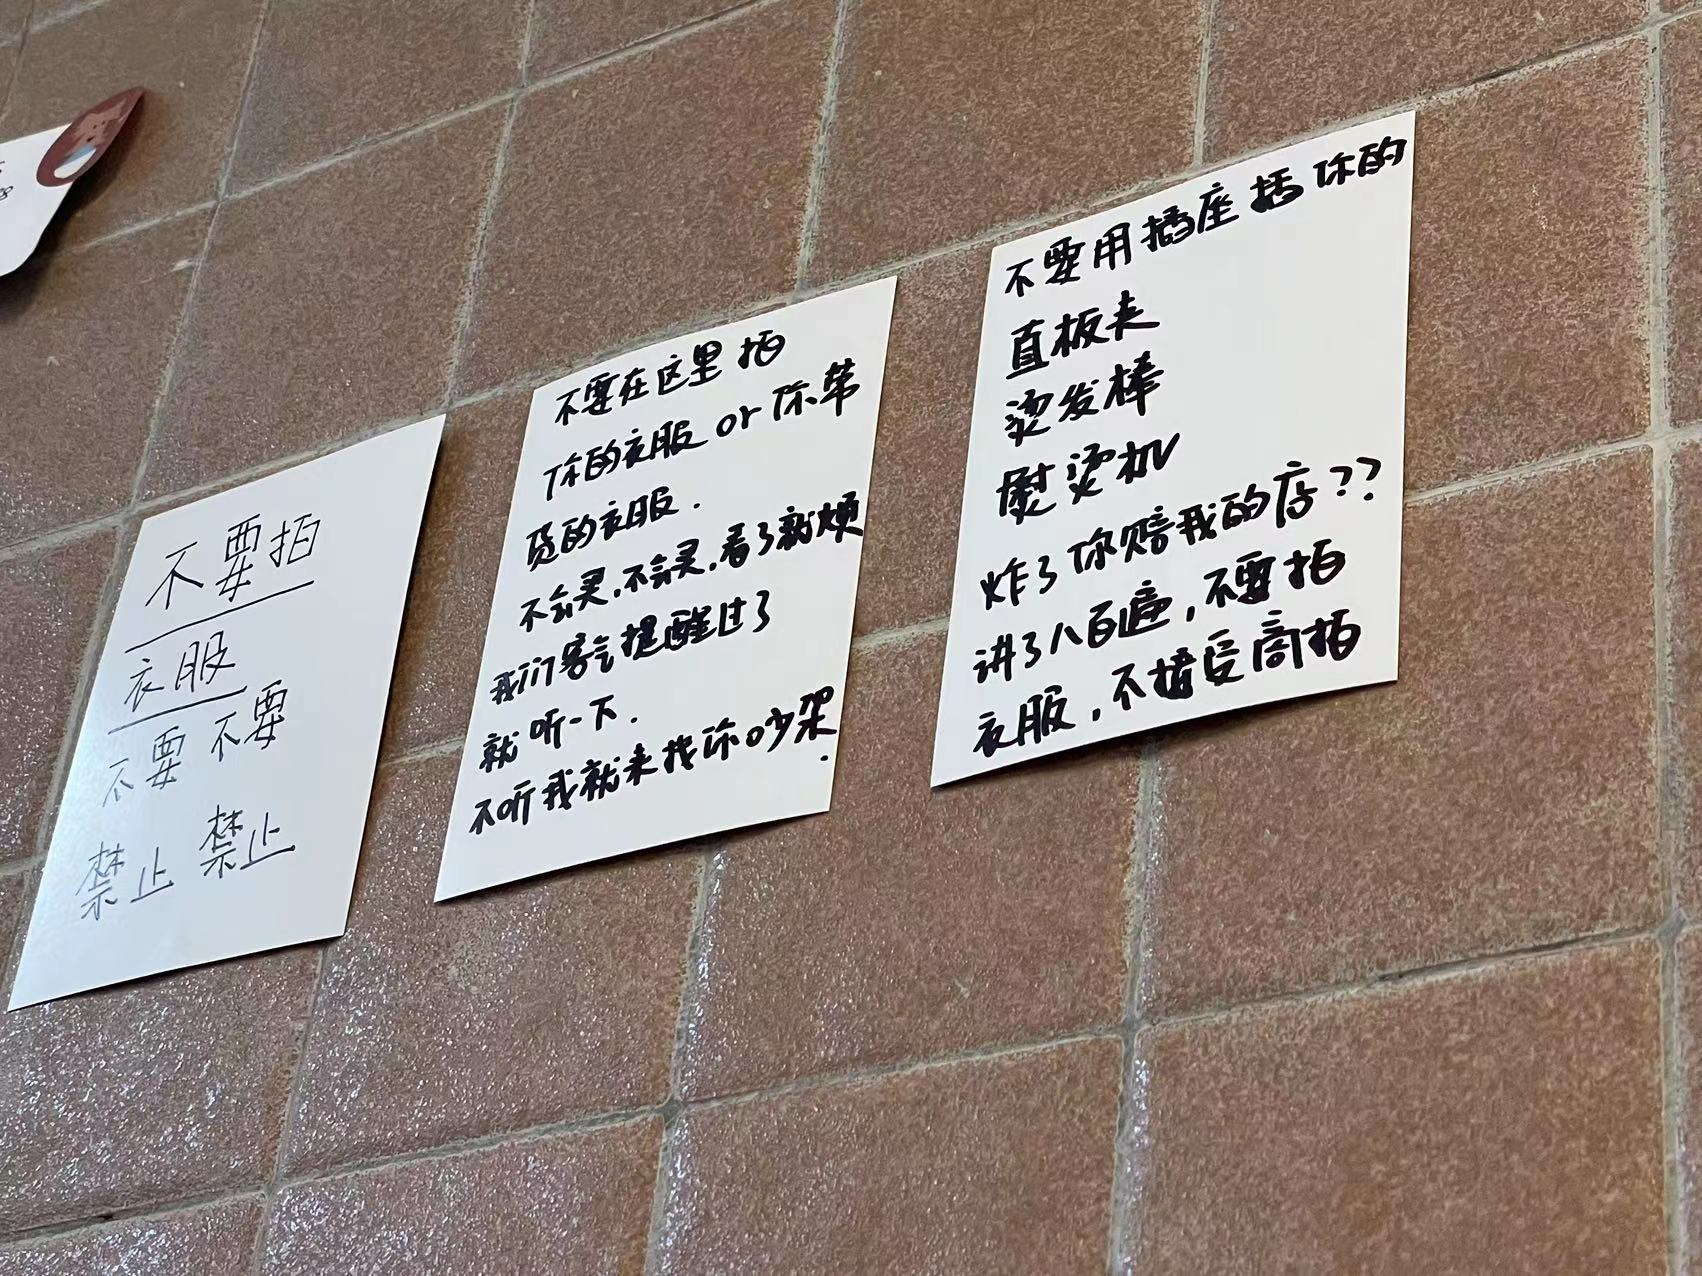 不要拍
衣服
不要 不要
禁止 禁止
不要在这里拍
你的衣服 or 你带
货的衣服.
不会灵,不会灵,看了就烦
我们客气提醒过了
就听一下.
不听我就来找你吵架.
不要用插座插你的
直板夹
烫发棒
熨烫机
炸了你赔我的店??
讲了八百遍,不要拍
衣服,不接受商拍